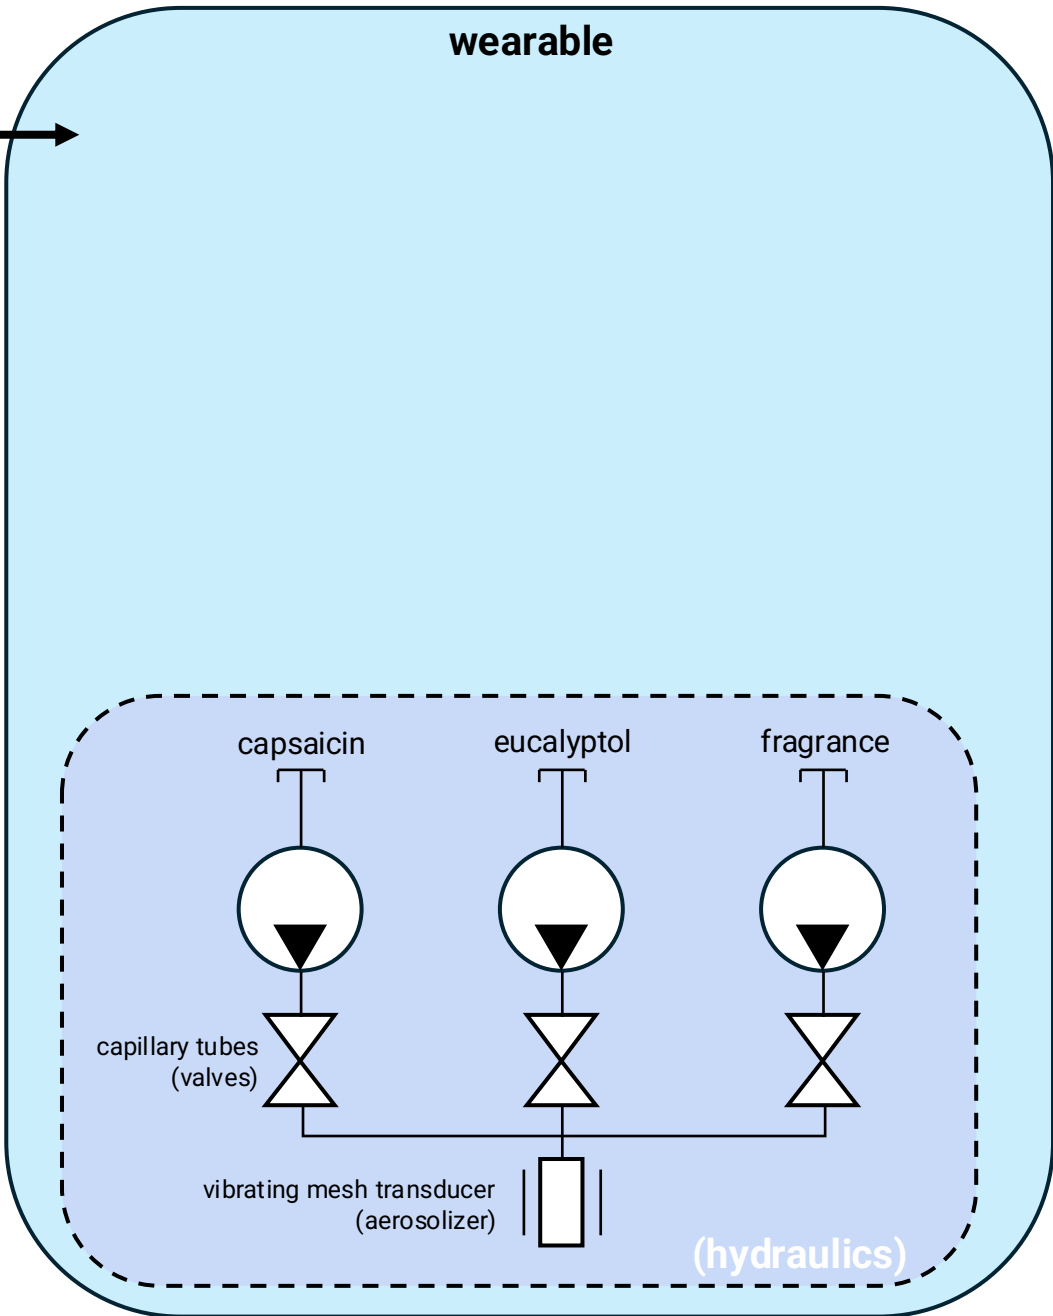 wearable
capsaicin
eucalyptol
fragrance
capillary tubes
(valves)
vibrating mesh transducer
(aerosolizer)
(hydraulics)